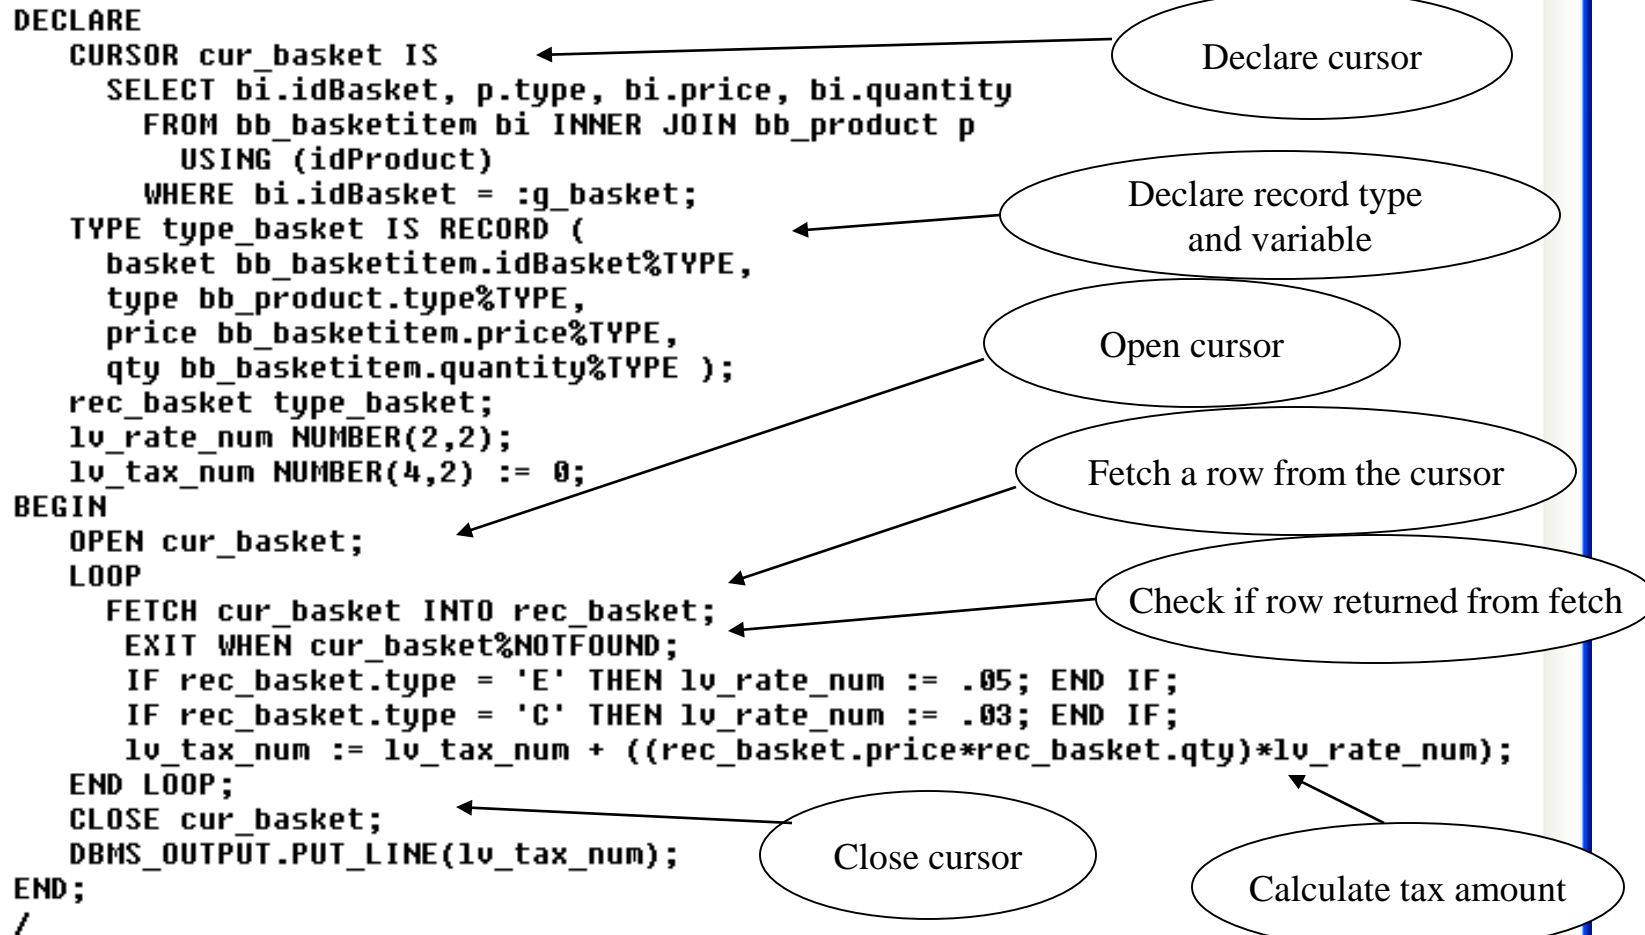 DECLARE
CURSOR cur_basket IS
SELECT bi.idBasket, p.type, bi.price, bi.quantity
FROM bb_basketitem bi INNER JOIN bb_product p
USING (idProduct)
WHERE bi.idBasket = :g_basket;
TYPE type_basket IS RECORD (
basket bb_basketitem.idBasket%TYPE,
type bb_product.type%TYPE,
price bb_basketitem.price%TYPE,
qty bb_basketitem.quantity%TYPE );
rec_basket type_basket;
lv_rate_num NUMBER(2,2);
lv_tax_num NUMBER(4,2) := 0;
BEGIN
OPEN cur_basket;
LOOP
FETCH cur_basket INTO rec_basket;
EXIT WHEN cur_basket%NOTFOUND;
IF rec_basket.type = 'E' THEN lv_rate_num := .05; END IF;
IF rec_basket.type = 'C' THEN lv_rate_num := .03; END IF;
lv_tax_num := lv_tax_num + ((rec_basket.price*rec_basket.qty)*lv_rate_num);
END LOOP;
CLOSE cur_basket;
DBMS_OUTPUT.PUT_LINE(lv_tax_num);
END;
/
Declare cursor
Declare record type
and variable
Open cursor
Fetch a row from the cursor
Check if row returned from fetch
Close cursor
Calculate tax amount